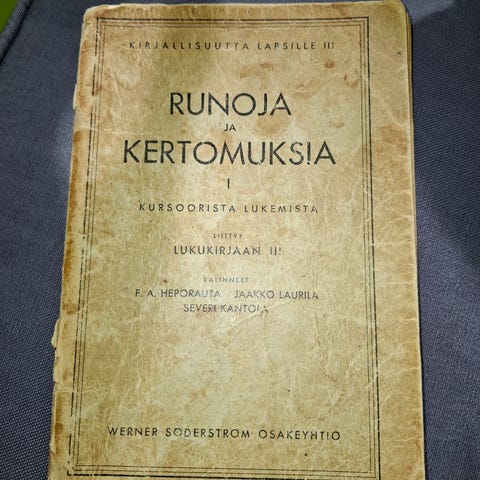 KIRJALLISUUTTA LAPSILLE III
RUNOJA
JA
KERTOMUKSIA
I
KURSOORISTA LUKEMISTA
LIITTYY
LUKUKIRJAAN III
VALINNEET
F. A. HEPORAUTA JAAKKO LAURILA
SEVERI KANTOLA
WERNER SÖDERSTRÖM OSAKEYHTIÖ